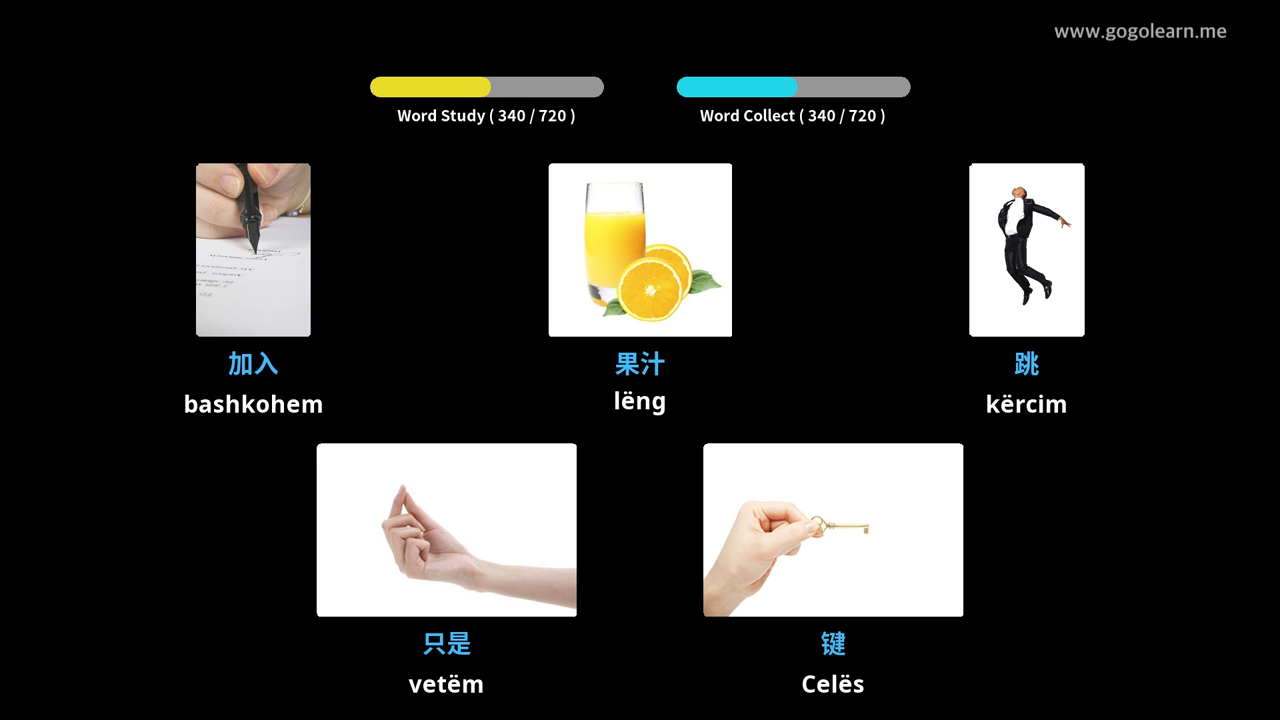 www.gogolearn.me
Word Study ( 340 / 720 )
Word Collect ( 340 / 720 )
加入
果汁
跳
bashkohem
lëng
kërcim
只是
键
vetëm
Celës